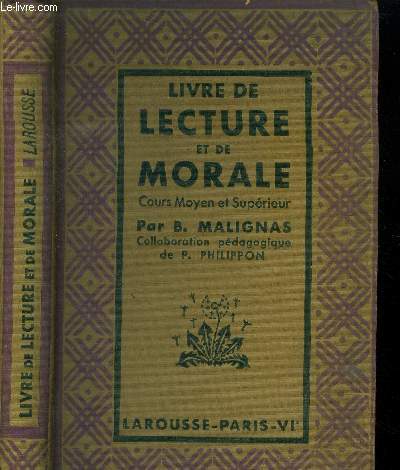 Le-livre.com
LIVRE DE LECTURE ET DE MORALE LAROUSSE
LIVRE DE
LECTURE
ET DE
MORALE
Cours Moyen et Supérieur
Par B. MALIGNAS
Collaboration pédagogique
de P. PHILIPPON
LAROUSSE-PARIS-VIe